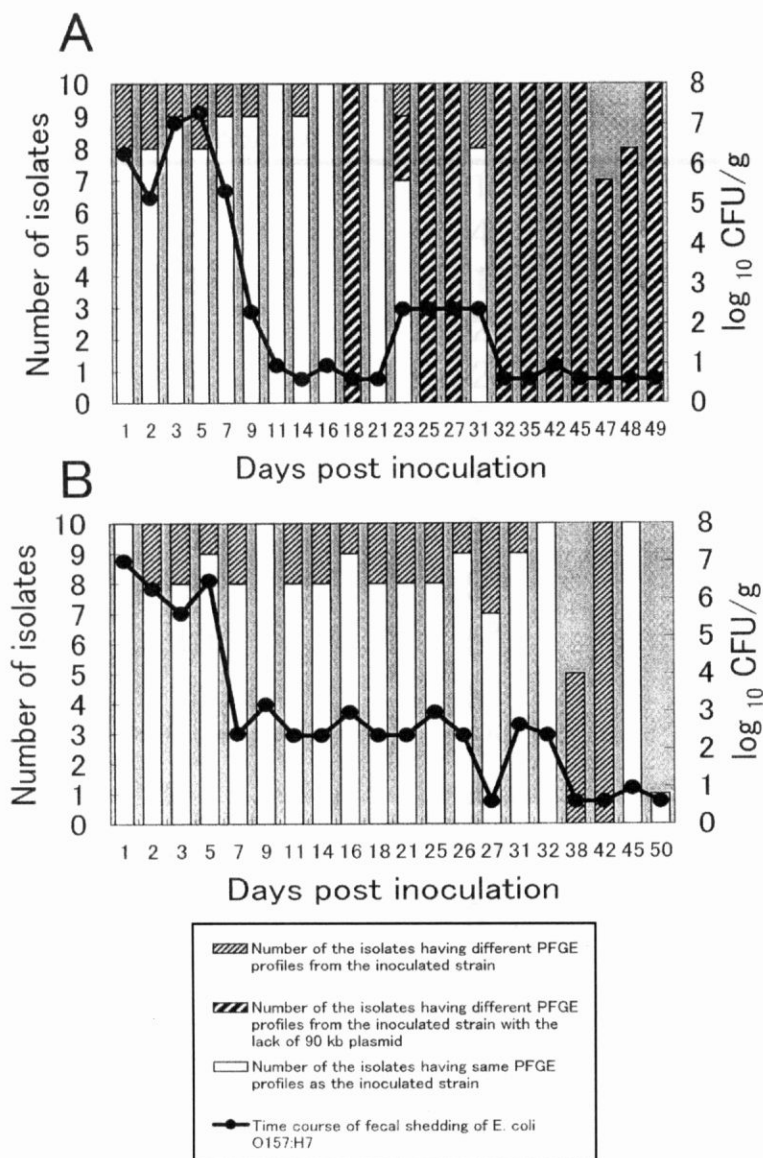 A
10
9
8
7
6
5
4
3
2
1
0
Number of isolates
8
7
6
5
4
3
2
1
0
log 10 CFU/g
1 2 3 5 7 9 11 14 16 18 21 23 25 27 31 32 35 42 45 47 48 49
Days post inoculation
B
10
9
8
7
6
5
4
3
2
1
0
Number of isolates
8
7
6
5
4
3
2
1
0
log 10 CFU/g
1 2 3 5 7 9 11 14 16 18 21 25 26 27 31 32 38 42 45 50
Days post inoculation
Number of the isolates having different PFGE
profiles from the inoculated strain
Number of the isolates having different PFGE
profiles from the inoculated strain with the
lack of 90 kb plasmid
Number of the isolates having same PFGE
profiles as the inoculated strain
Time course of fecal shedding of E. coli
O157:H7